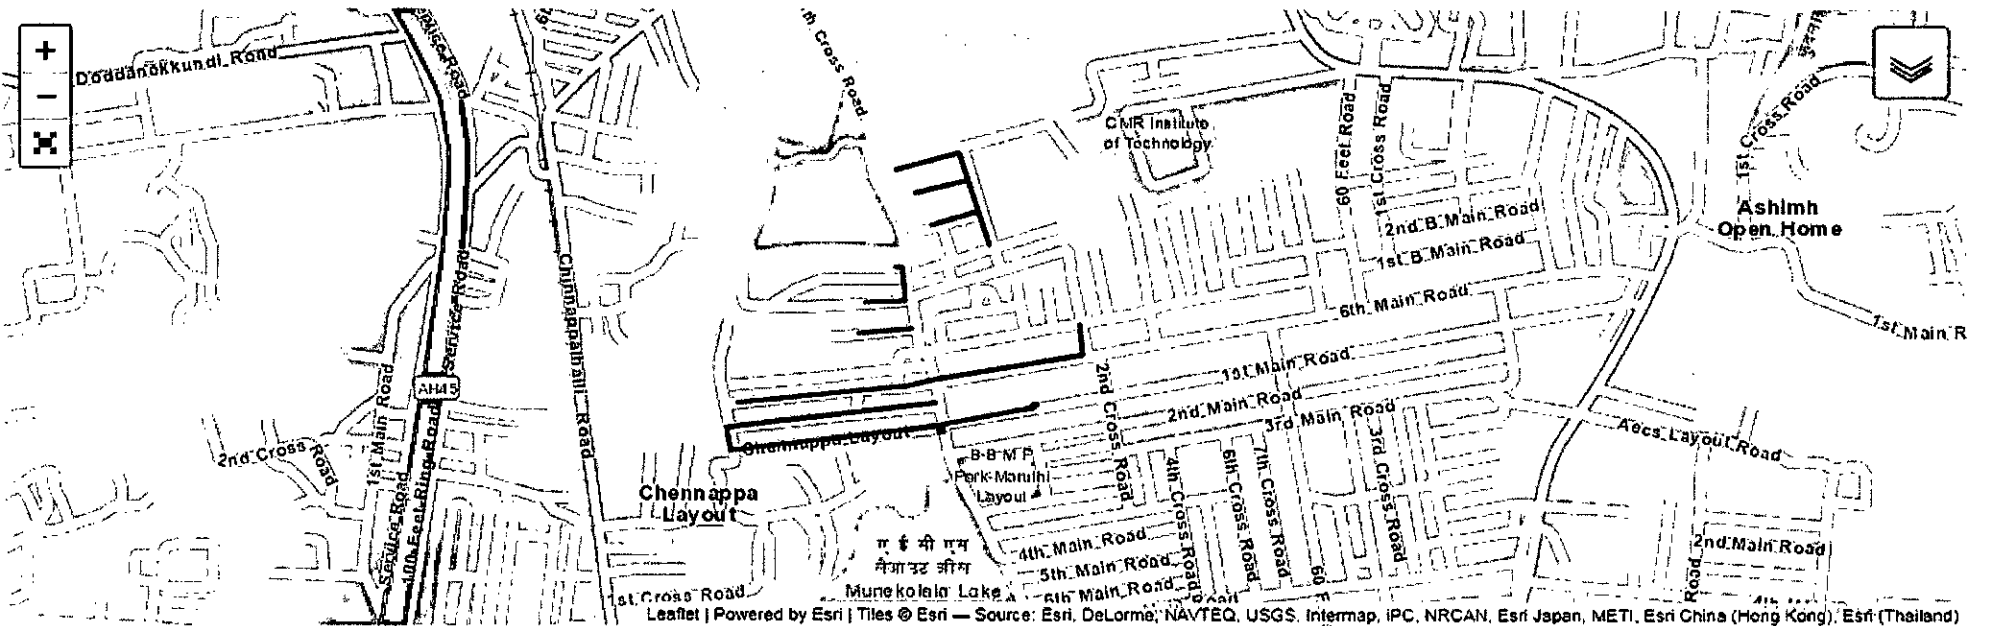 +
−
Doddanakkundi Road
Service Road
Cross Road
CMR Institute
of Technology
60 Feet Road
1st Cross Road
1st Cross Road
Ashimh
Open Home
2nd B Main Road
1st B Main Road
Service Road
Chinnappalhalli Road
6th Main Road
1st Main R
AH45
1st Main Road
1st Main Road
2nd Cross Road
2nd Main Road
3rd Main Road
3rd Cross Road
Chennappa Layout
Aecs Layout Road
2nd Cross Road
B B M P
Park-Maruthi
Layout
Chennappa
Layout
4th Cross Road
6th Cross Road
7th Cross Road
Service Road
100 Feet Ring Road
4th Main Road
5th Main Road
6th Main Road
2nd Main Road
Road
Munekolala Lake
1st Cross Road
60
4th Main
Leaflet | Powered by Esri | Tiles © Esri — Source: Esri, DeLorme, NAVTEQ, USGS, Intermap, iPC, NRCAN, Esri Japan, METI, Esri China (Hong Kong), Esri (Thailand)